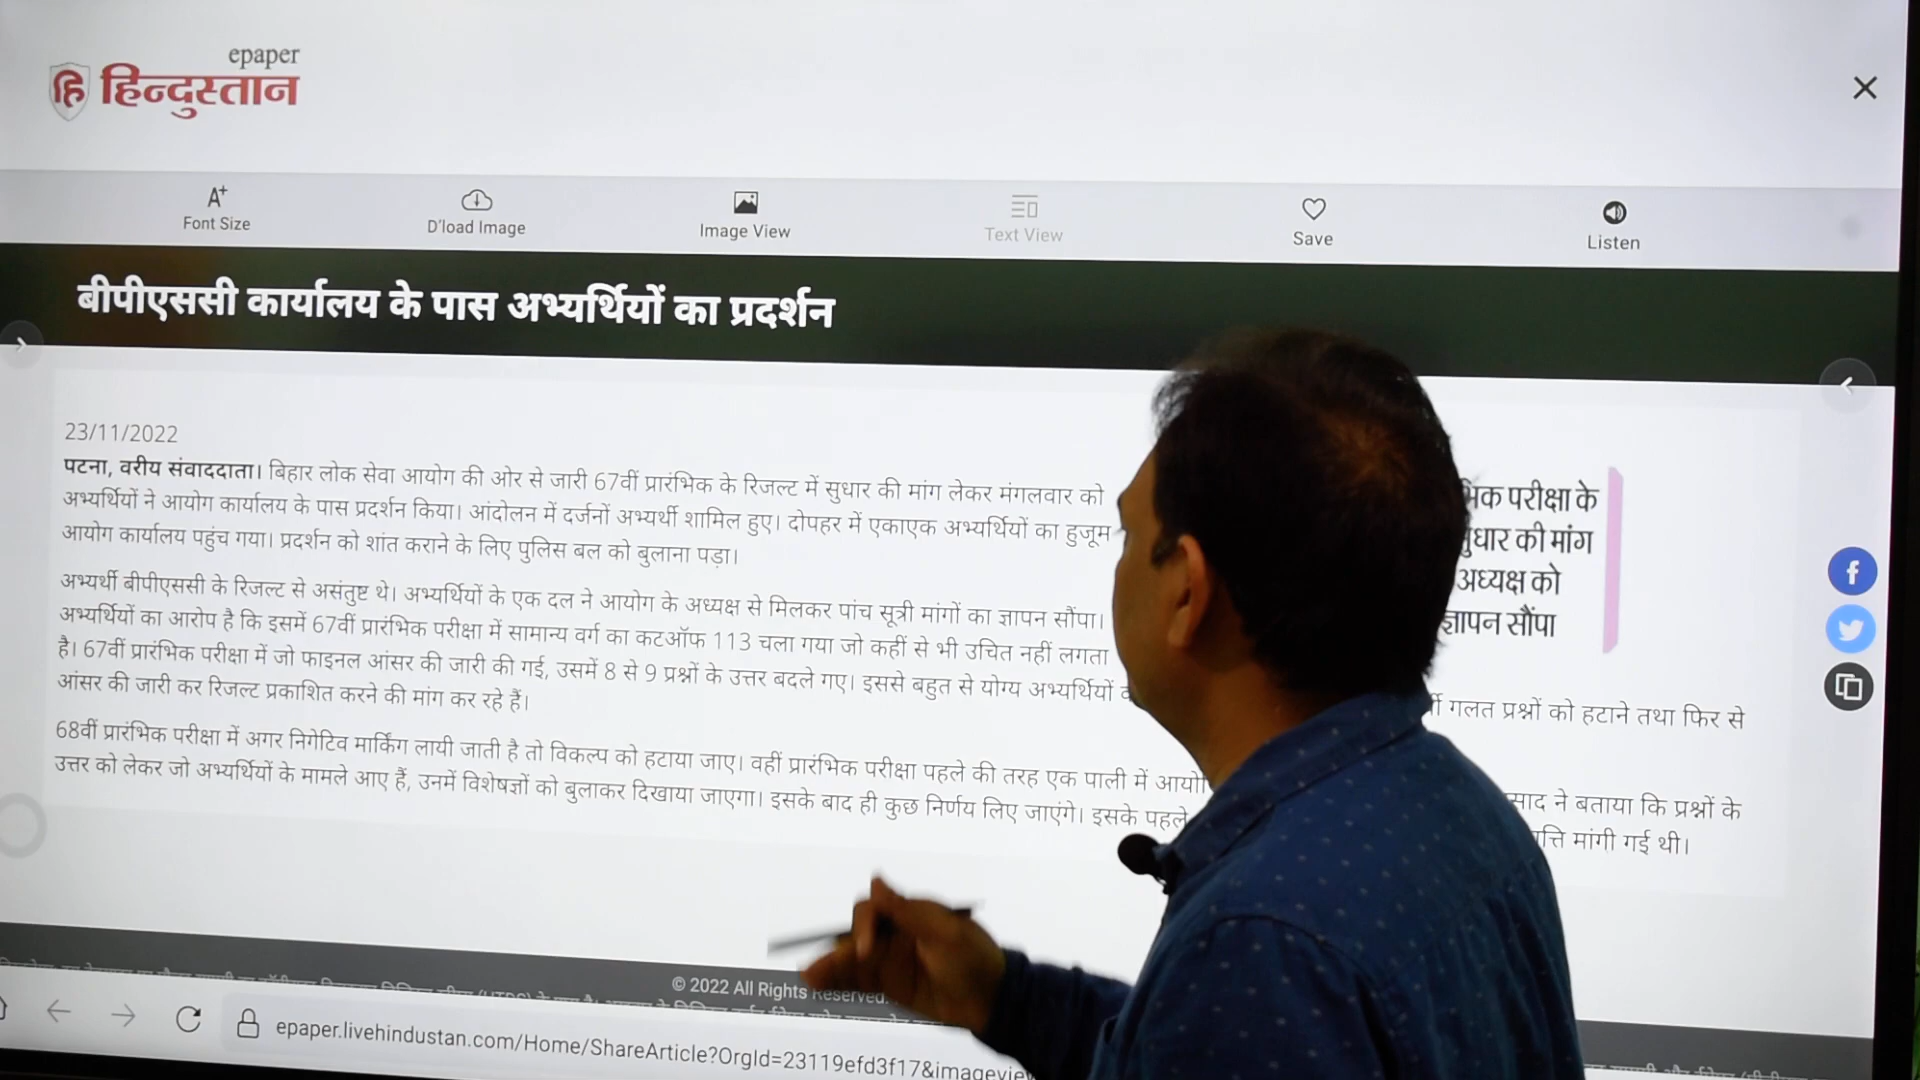 epaper
हि हिन्दुस्तान
A+
Font Size
D'load Image
Image View
Text View
Save
Listen
बीपीएससी कार्यालय के पास अभ्यर्थियों का प्रदर्शन
23/11/2022
पटना, वरीय संवाददाता। बिहार लोक सेवा आयोग की ओर से जारी 67वीं प्रारंभिक के रिजल्ट में सुधार की मांग लेकर मंगलवार को
अभ्यर्थियों ने आयोग कार्यालय के पास प्रदर्शन किया। आंदोलन में दर्जनों अभ्यर्थी शामिल हुए। दोपहर में एकाएक अभ्यर्थियों का हुजूम
आयोग कार्यालय पहुंच गया। प्रदर्शन को शांत कराने के लिए पुलिस बल को बुलाना पड़ा।
परीक्षा के
की मांग
अध्यक्ष को
ज्ञापन सौंपा
अभ्यर्थी बीपीएससी के रिजल्ट से असंतुष्ट थे। अभ्यर्थियों के एक दल ने आयोग के अध्यक्ष से मिलकर पांच सूत्री मांगों का ज्ञापन सौंपा।
अभ्यर्थियों का आरोप है कि इसमें 67वीं प्रारंभिक परीक्षा में सामान्य वर्ग का कटऑफ 113 चला गया जो कहीं से भी उचित नहीं लगता
है। 67वीं प्रारंभिक परीक्षा में जो फाइनल आंसर की जारी की गई, उसमें 8 से 9 प्रश्नों के उत्तर बदले गए। इससे बहुत से योग्य अभ्यर्थियों गलत प्रश्नों को हटाने तथा फिर से
आंसर की जारी कर रिजल्ट प्रकाशित करने की मांग कर रहे हैं।
68वीं प्रारंभिक परीक्षा में अगर निगेटिव मार्किंग लायी जाती है तो विकल्प को हटाया जाए। वहीं प्रारंभिक परीक्षा पहले की तरह एक पाली में ने बताया कि प्रश्नों के
उत्तर को लेकर जो अभ्यर्थियों के मामले आए हैं, उनमें विशेषज्ञों को बुलाकर दिखाया जाएगा। इसके बाद ही कुछ निर्णय लिए जाएंगे। इसके पहले मांगी गई थी।
© 2022 All Rights Reserved.
epaper.livehindustan.com/Home/ShareArticle?OrgId=23119efd3f17&imageview